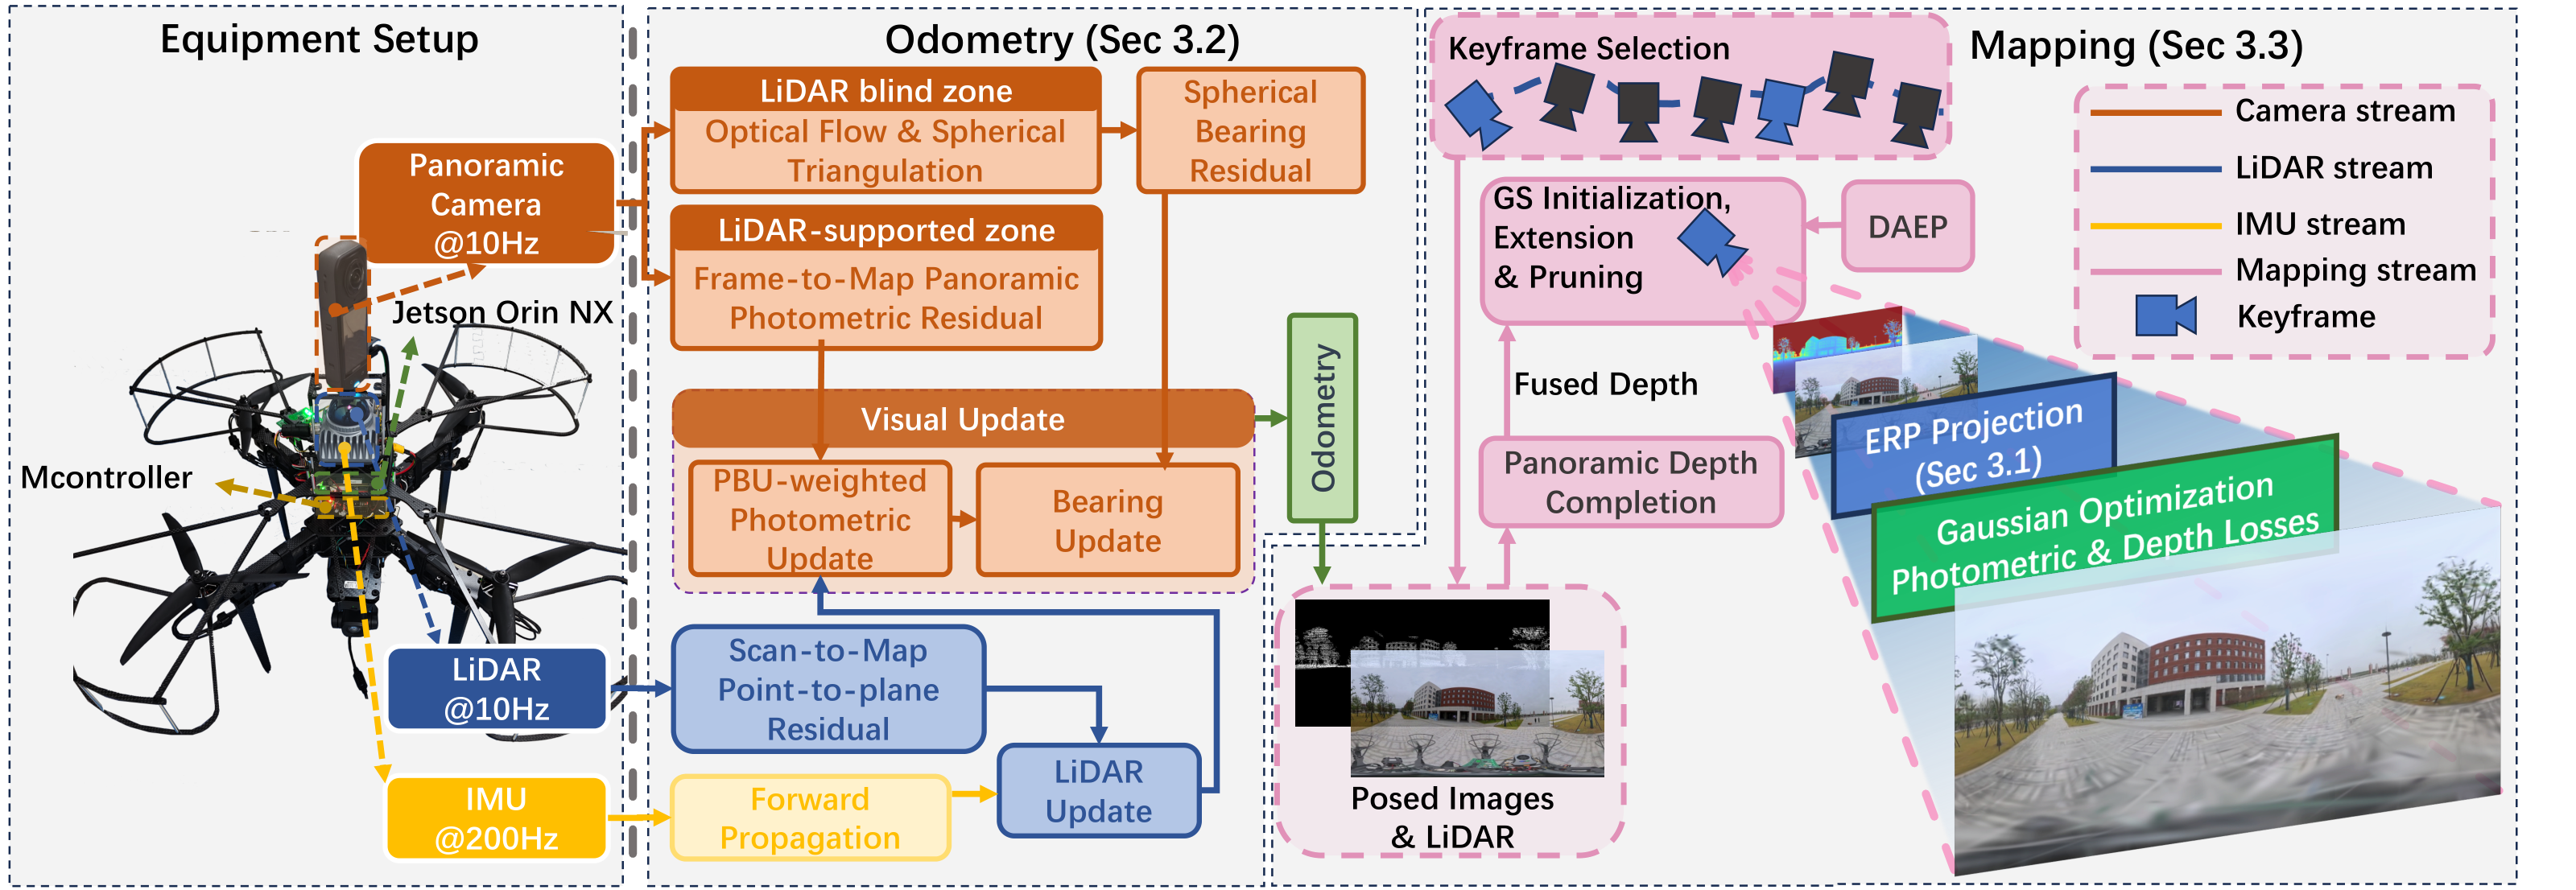 Equipment Setup
Panoramic
Camera
@10Hz
Jetson Orin NX
Mcontroller
LiDAR
@10Hz
IMU
@200Hz
Odometry (Sec 3.2)
LiDAR blind zone
Optical Flow & Spherical
Triangulation
Spherical
Bearing
Residual
LiDAR-supported zone
Frame-to-Map Panoramic
Photometric Residual
Visual Update
PBU-weighted
Photometric
Update
Bearing
Update
Odometry
Scan-to-Map
Point-to-plane
Residual
LiDAR
Update
Forward
Propagation
Mapping (Sec 3.3)
Keyframe Selection
GS Initialization,
Extension
& Pruning
DAEP
Fused Depth
Panoramic Depth
Completion
Posed Images
& LiDAR
ERP Projection
(Sec 3.1)
Gaussian Optimization
Photometric & Depth Losses
Camera stream
LiDAR stream
IMU stream
Mapping stream
Keyframe